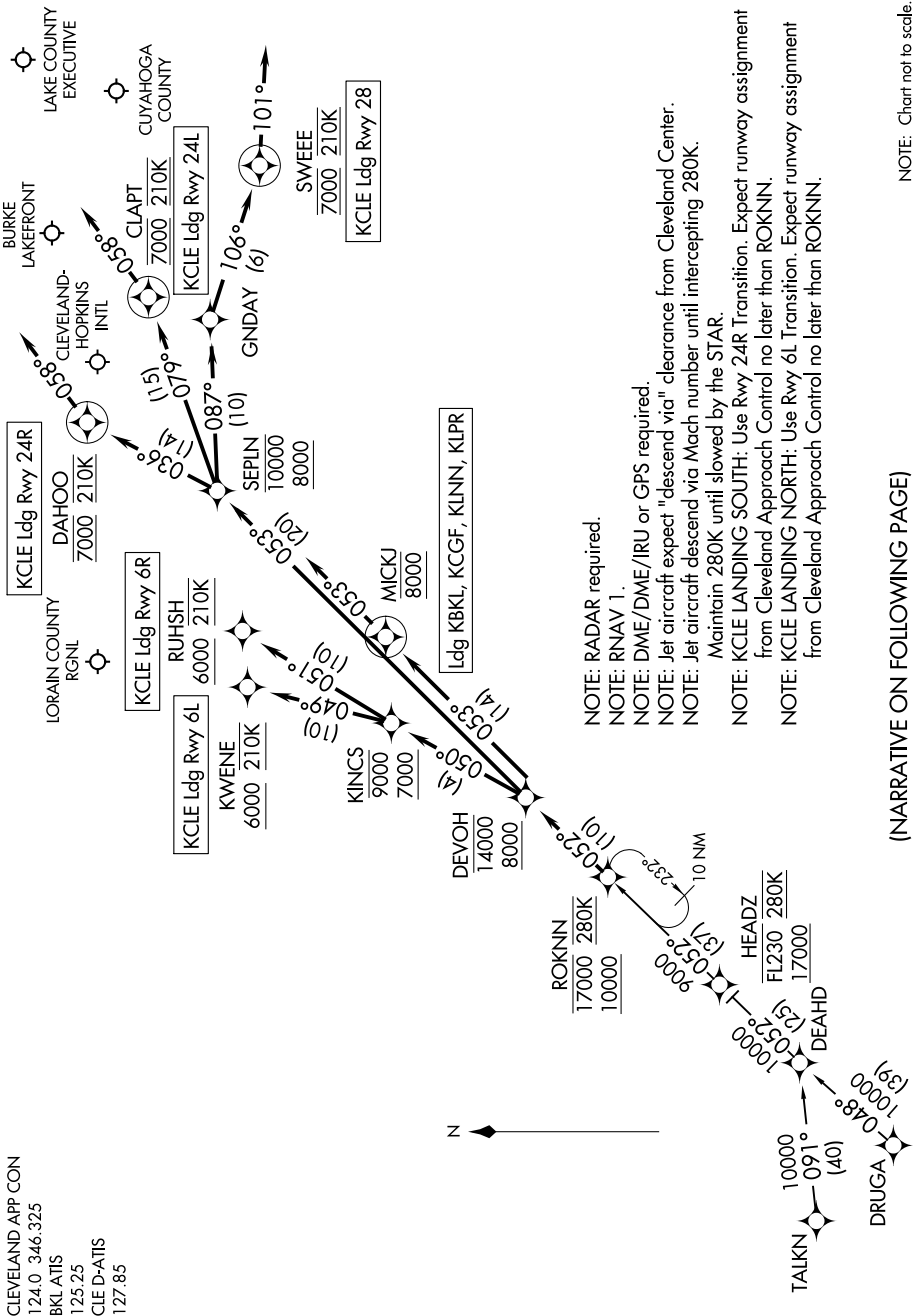 CLEVELAND APP CON
124.0 346.325
BKL ATIS
125.25
CLE D-ATIS
127.85
LAKE COUNTY
EXECUTIVE
CUYAHOGA
COUNTY
BURKE
LAKEFRONT
CLEVELAND-
HOPKINS
INTL
LORAIN COUNTY
RGNL
KCLE Ldg Rwy 24R
DAHOO
7000 210K
058°
036°
(14)
CLAPT
7000 210K
KCLE Ldg Rwy 24L
058°
079°
(15)
SWEEE
7000 210K
KCLE Ldg Rwy 28
101°
106°
(6)
GNDAY
087°
(10)
SEPLN
10000
8000
KCLE Ldg Rwy 6R
RUHSH
6000 210K
051°
(10)
KCLE Ldg Rwy 6L
KWENE
6000 210K
049°
(10)
KINCS
9000
7000
050°
(4)
053°
(20)
053°
MICKJ
8000
Ldg KBKL, KCGF, KLNN, KLPR
053°
(14)
DEVOH
14000
8000
052°
(10)
ROKNN
17000 280K
10000
232°
10 NM
9000
052°
(37)
HEADZ
FL230 280K
17000
10000
052°
(25)
DEAHD
10000
091°
(40)
TALKN
048°
10000
(39)
DRUGA
N
NOTE: RADAR required.
NOTE: RNAV 1.
NOTE: DME/DME/IRU or GPS required.
NOTE: Jet aircraft expect "descend via" clearance from Cleveland Center.
NOTE: Jet aircraft descend via Mach number until intercepting 280K.
Maintain 280K until slowed by the STAR.
NOTE: KCLE LANDING SOUTH: Use Rwy 24R Transition. Expect runway assignment
from Cleveland Approach Control no later than ROKNN.
NOTE: KCLE LANDING NORTH: Use Rwy 6L Transition. Expect runway assignment
from Cleveland Approach Control no later than ROKNN.
(NARRATIVE ON FOLLOWING PAGE)
NOTE: Chart not to scale.